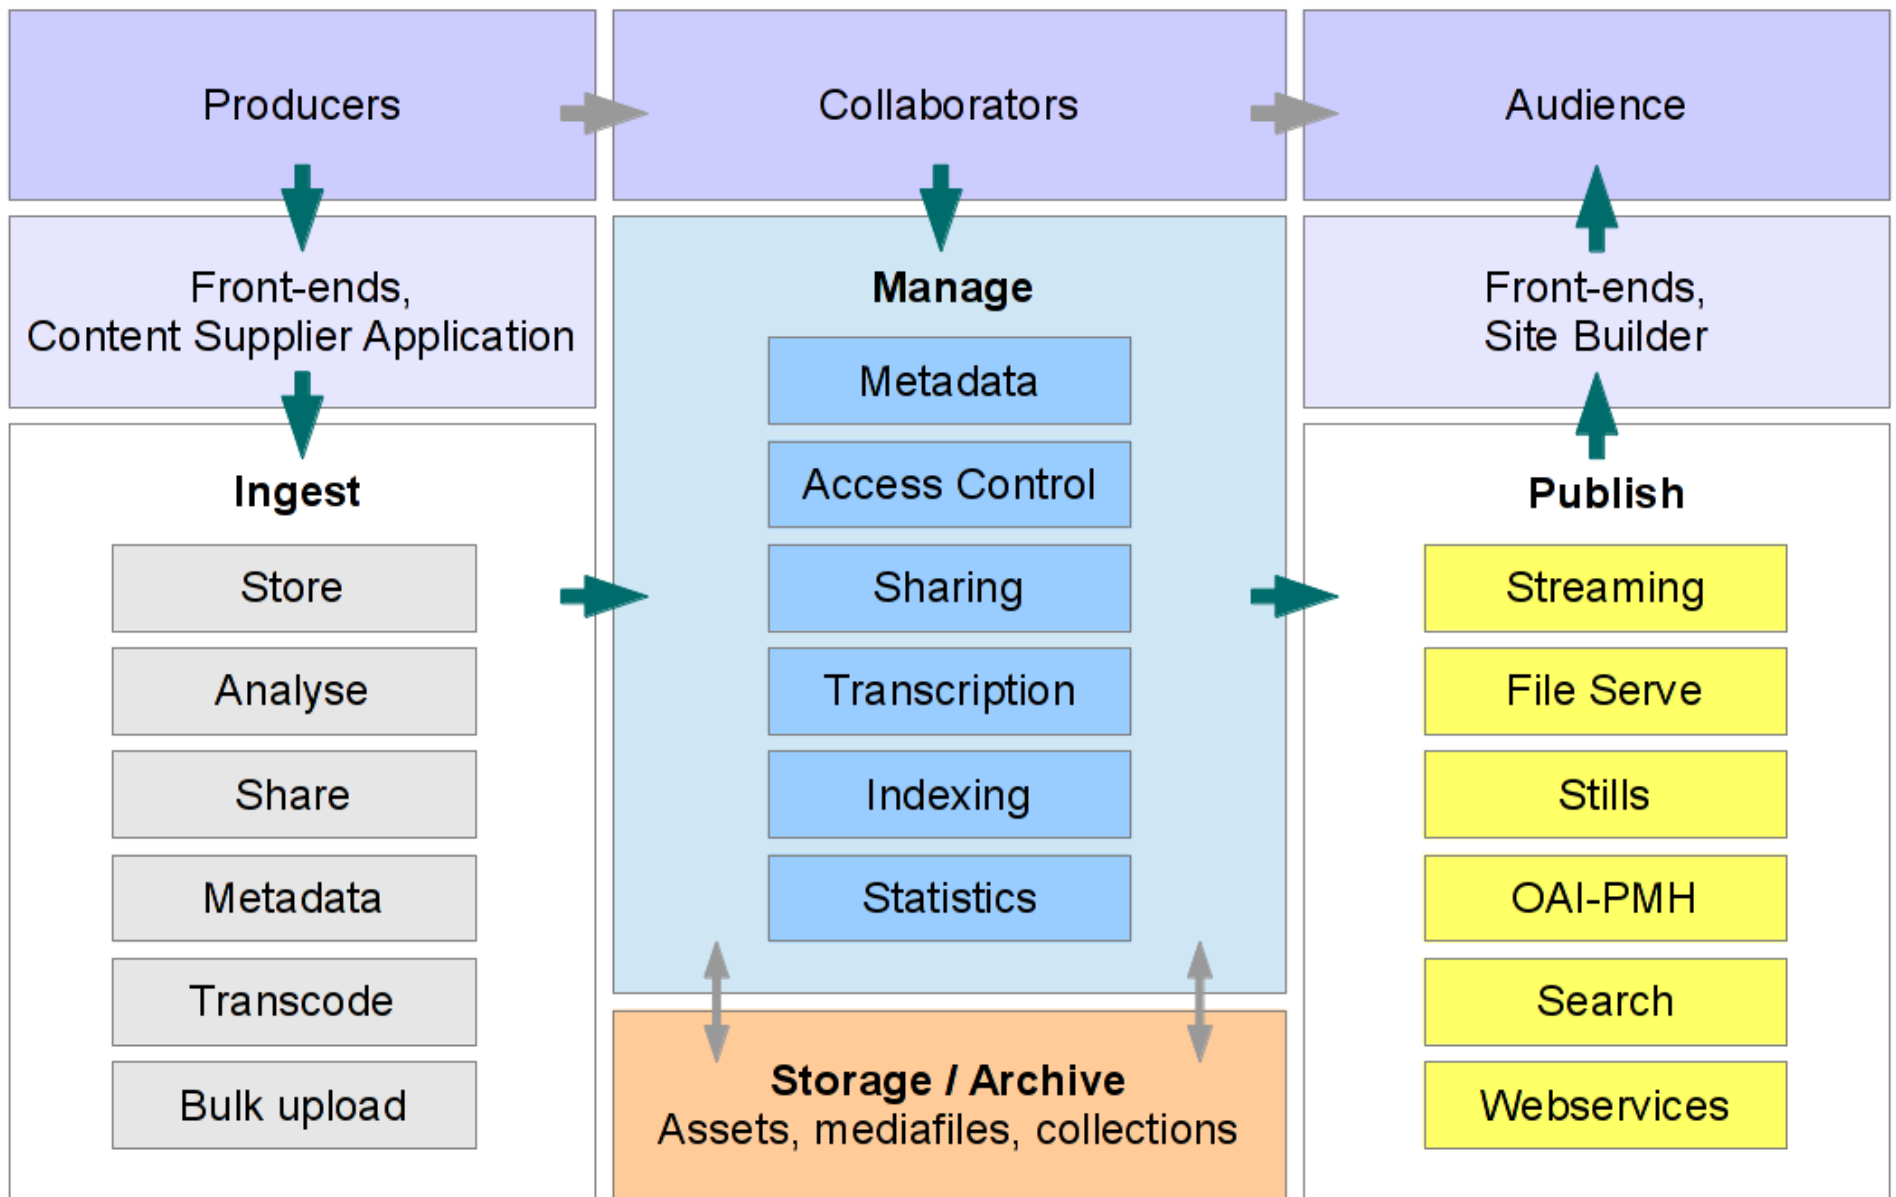 Producers
Collaborators
Audience
Front-ends,
Content Supplier Application
Ingest
Store
Analyse
Share
Metadata
Transcode
Bulk upload
Manage
Metadata
Access Control
Sharing
Transcription
Indexing
Statistics
Storage / Archive
Assets, mediafiles, collections
Front-ends,
Site Builder
Publish
Streaming
File Serve
Stills
OAI-PMH
Search
Webservices